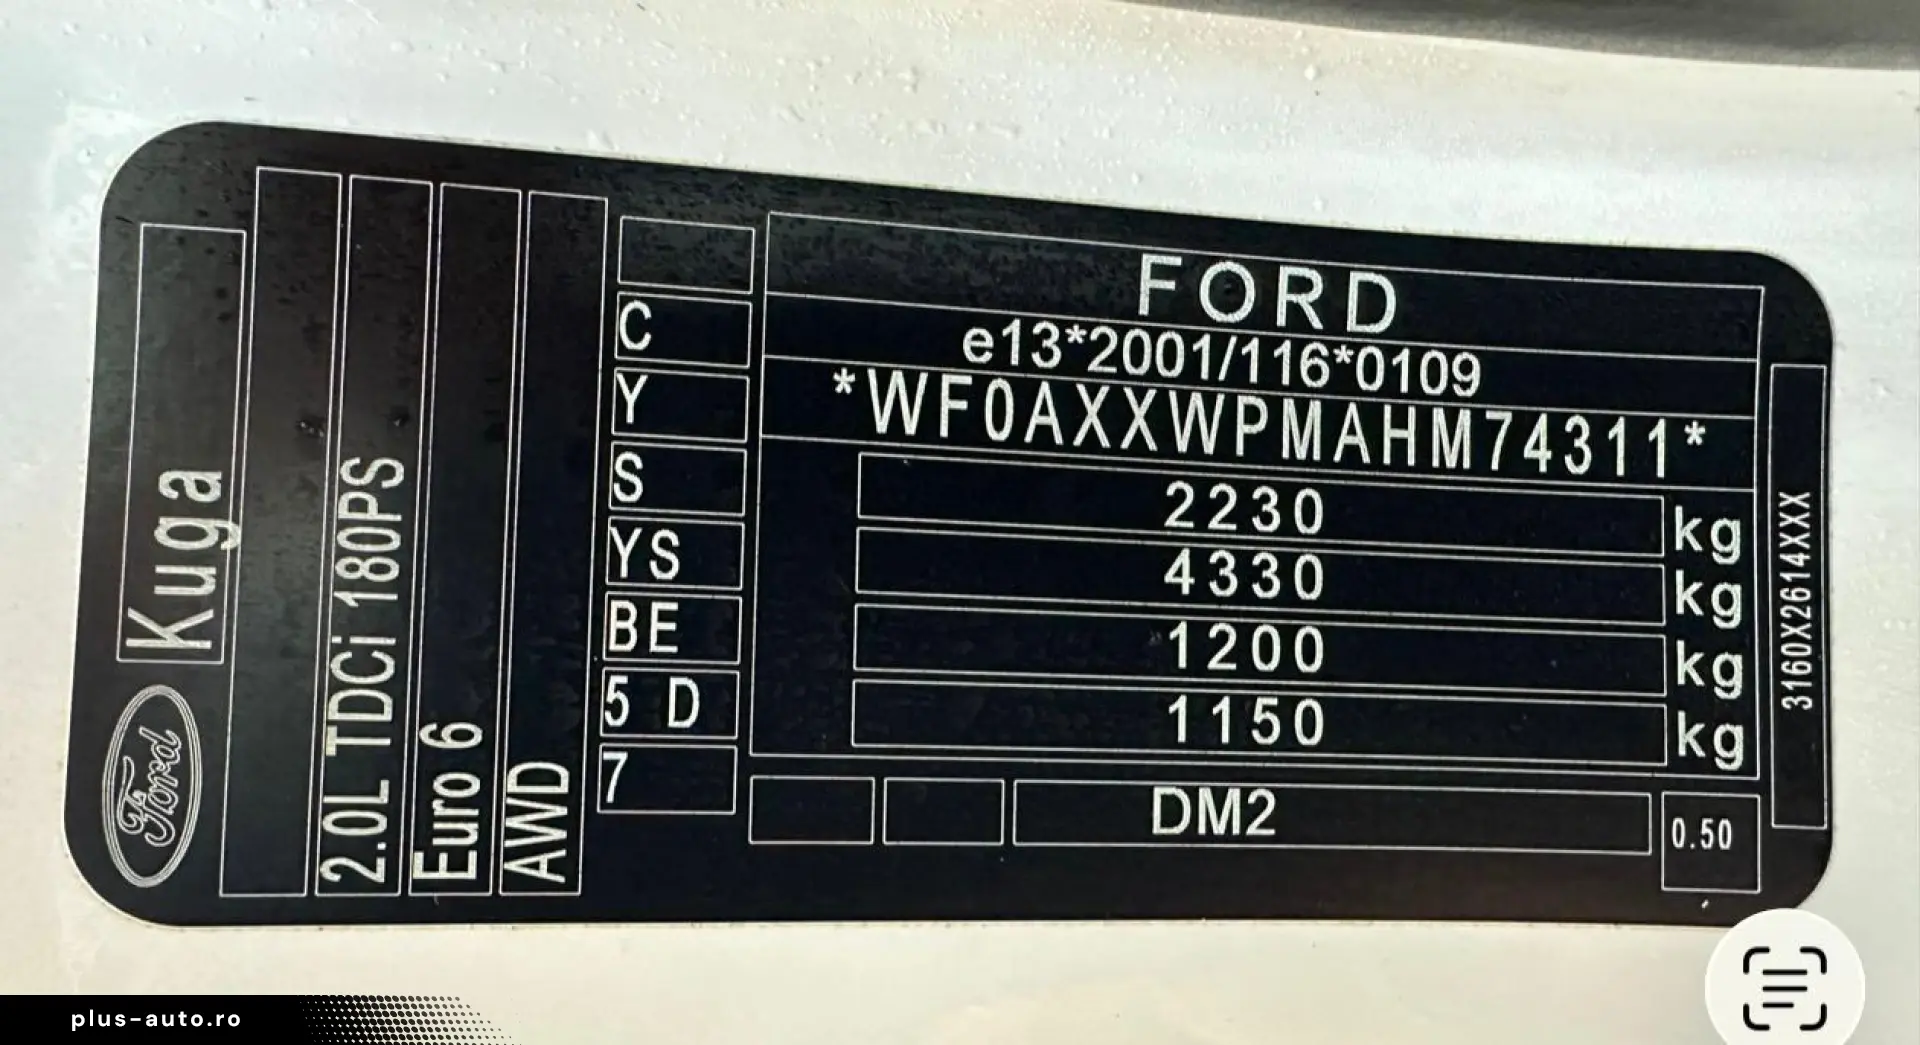 Ford
Kuga
2.0L TDCi 180PS
Euro 6
AWD
C
Y
S
YS
BE
5 D
7
FORD
e13*2001/116*0109
*WF0AXXWPMAHM74311*
2230 kg
4330 kg
1200 kg
1150 kg
DM2
0.50
3160X2614XXX
plus-auto.ro